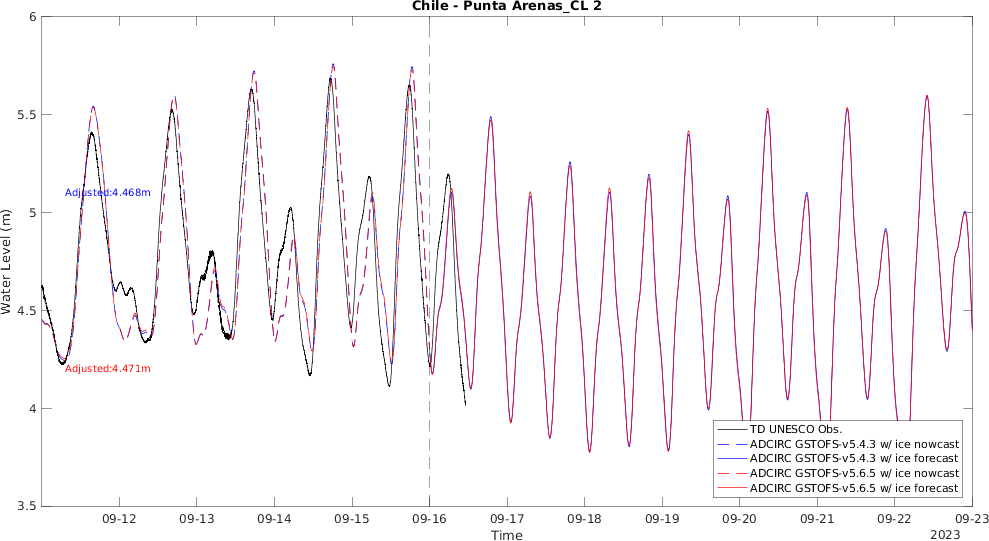 Chile - Punta Arenas_CL 2
6
5.5
5
4.5
4
3.5
Water Level (m)
Adjusted:4.468m
Adjusted:4.471m
TD UNESCO Obs.
ADCIRC GSTOFS-v5.4.3 w/ ice nowcast
ADCIRC GSTOFS-v5.4.3 w/ ice forecast
ADCIRC GSTOFS-v5.6.5 w/ ice nowcast
ADCIRC GSTOFS-v5.6.5 w/ ice forecast
09-12 09-13 09-14 09-15 09-16 09-17 09-18 09-19 09-20 09-21 09-22 09-23
Time
2023